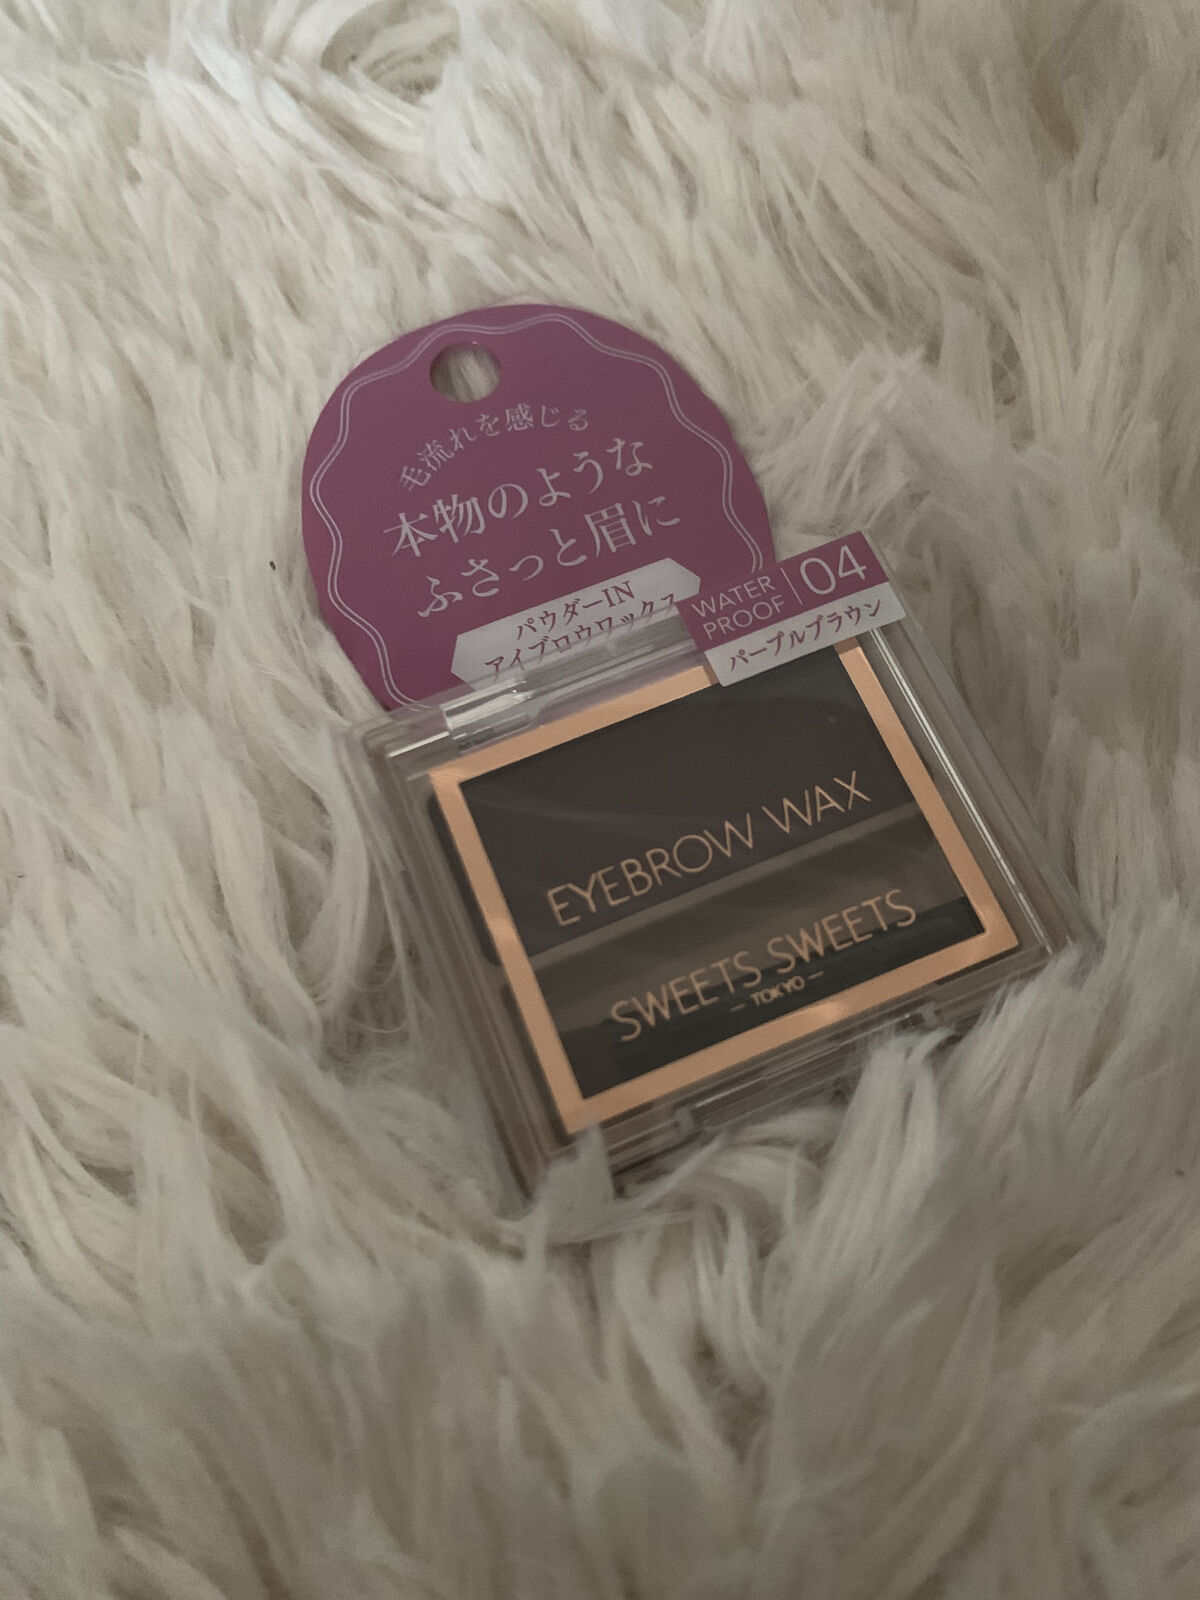 毛流れを感じる
本物のような
ふさっと眉に
パウダーIN
アイブロウワックス
WATER
PROOF
04
パープルブラウン
EYEBROW WAX
SWEETS SWEETS
— TOKYO —